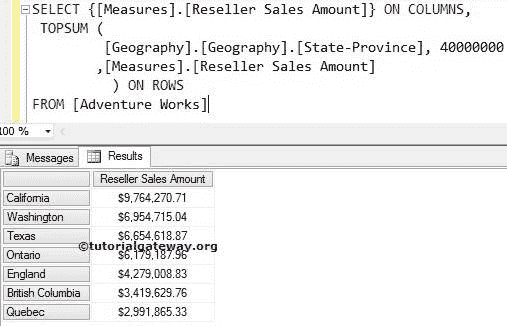 SELECT {[Measures].[Reseller Sales Amount]} ON COLUMNS,
TOPSUM (
[Geography].[Geography].[State-Province], 40000000
,[Measures].[Reseller Sales Amount]
) ON ROWS
FROM [Adventure Works]
100 %
Messages Results
Reseller Sales Amount
California $9,764,270.71
Washington $6,954,715.04
Texas $6,654,618.87
©tutorialgateway.org
Ontario $6,179,187.96
England $4,279,008.83
British Columbia $3,419,629.76
Quebec $2,991,865.33